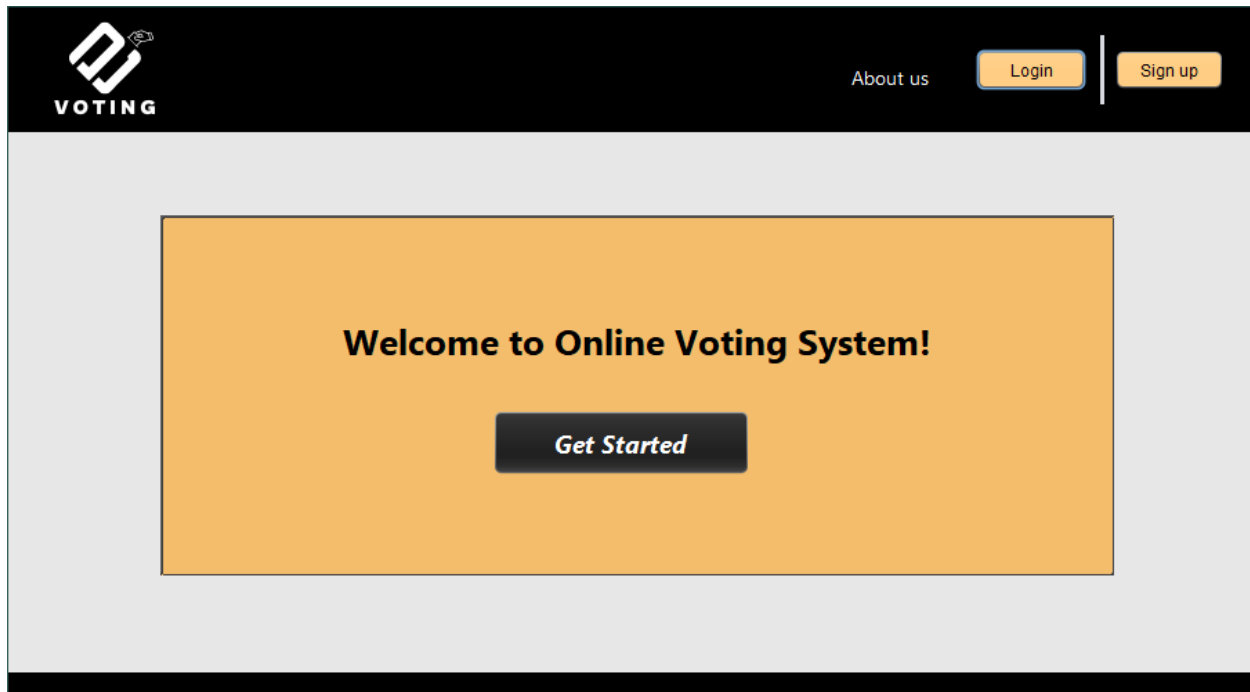 VOTING
About us
Login
Sign up
Welcome to Online Voting System!
Get Started